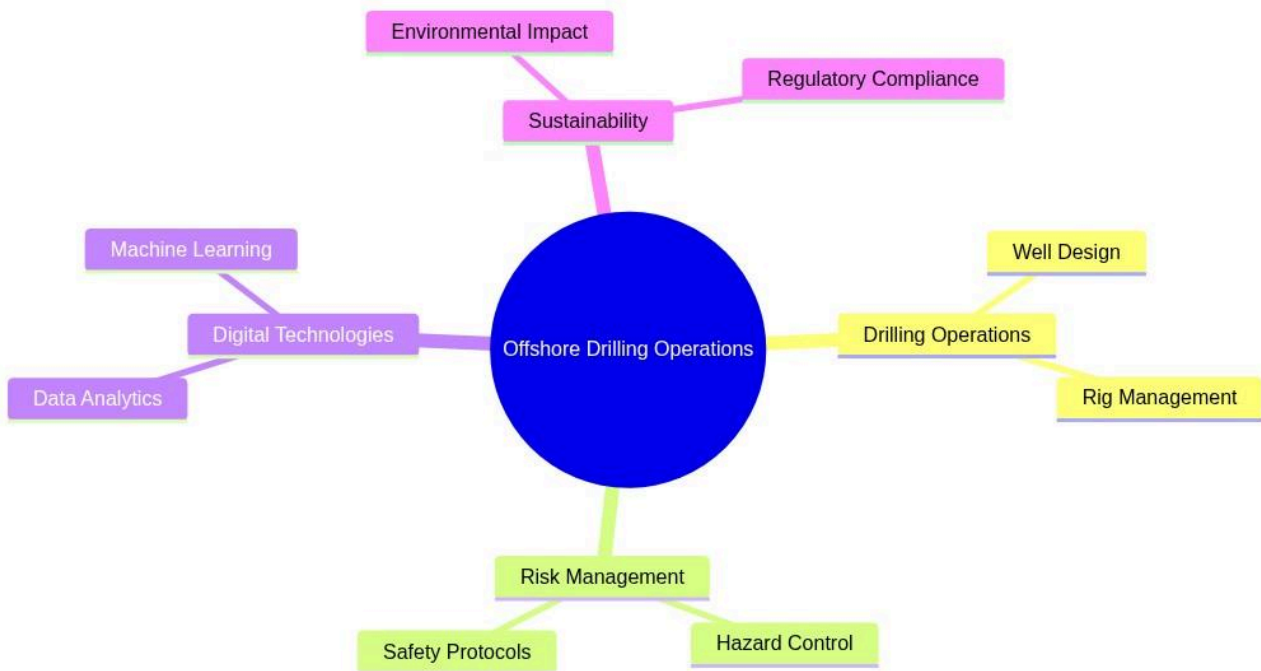 Environmental Impact
Regulatory Compliance
Sustainability
Machine Learning
Well Design
Digital Technologies
Offshore Drilling Operations
Drilling Operations
Data Analytics
Rig Management
Risk Management
Safety Protocols
Hazard Control